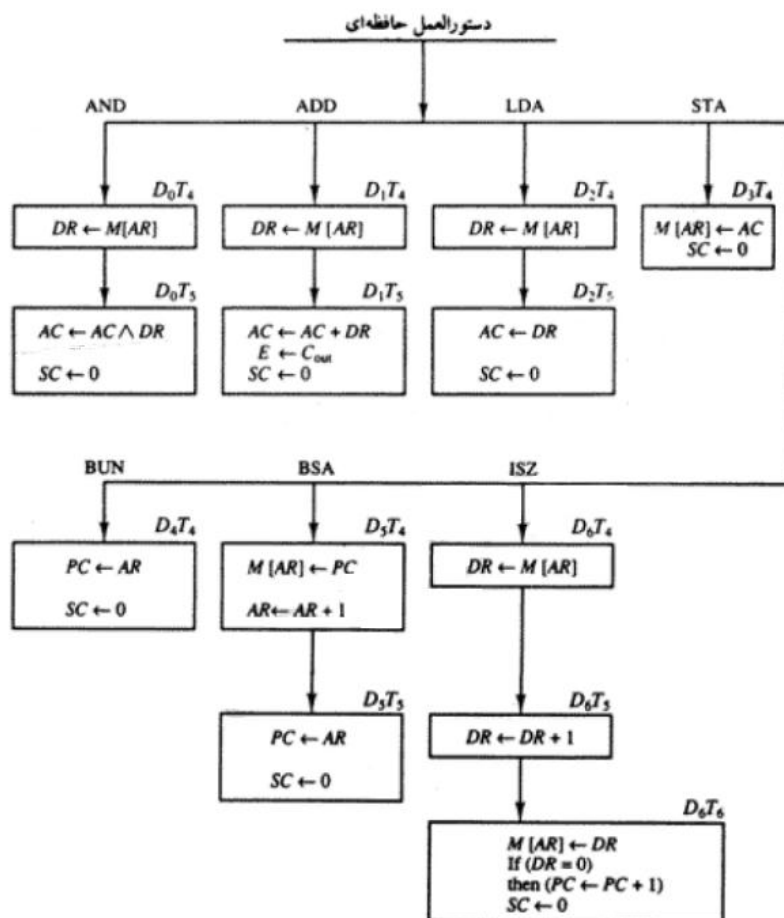 دستورالعمل حافظه‌ای
AND ADD LDA STA
D₀T₄ D₁T₄ D₂T₄ D₃T₄
DR ← M[AR] DR ← M [AR] DR ← M [AR] M [AR] ← AC
SC ← 0
D₀T₅ D₁T₅ D₂T₅
AC ← AC ∧ DR AC ← AC + DR AC ← DR
E ← Cout
SC ← 0 SC ← 0 SC ← 0
BUN BSA ISZ
D₄T₄ D₅T₄ D₆T₄
PC ← AR M [AR] ← PC DR ← M [AR]
SC ← 0 AR ← AR + 1
D₅T₅ D₆T₅
PC ← AR DR ← DR + 1
SC ← 0
D₆T₆
M [AR] ← DR
If (DR = 0)
then (PC ← PC + 1)
SC ← 0